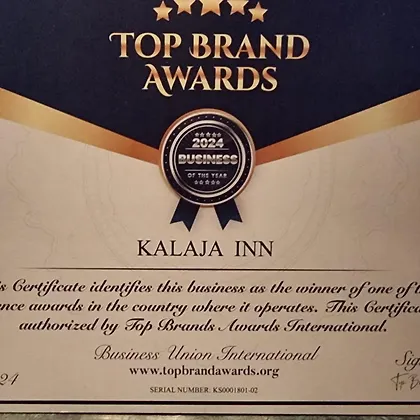 TOP BRAND
AWARDS
2024
BUSINESS
OF THE YEAR
KALAJA INN
Certificate identifies this business as the winner of one of
awards in the country where it operates. This
authorized by Top Brands Awards International.
Business Union International
www.topbrandawards.org
SERIAL NUMBER: KS0001801-02